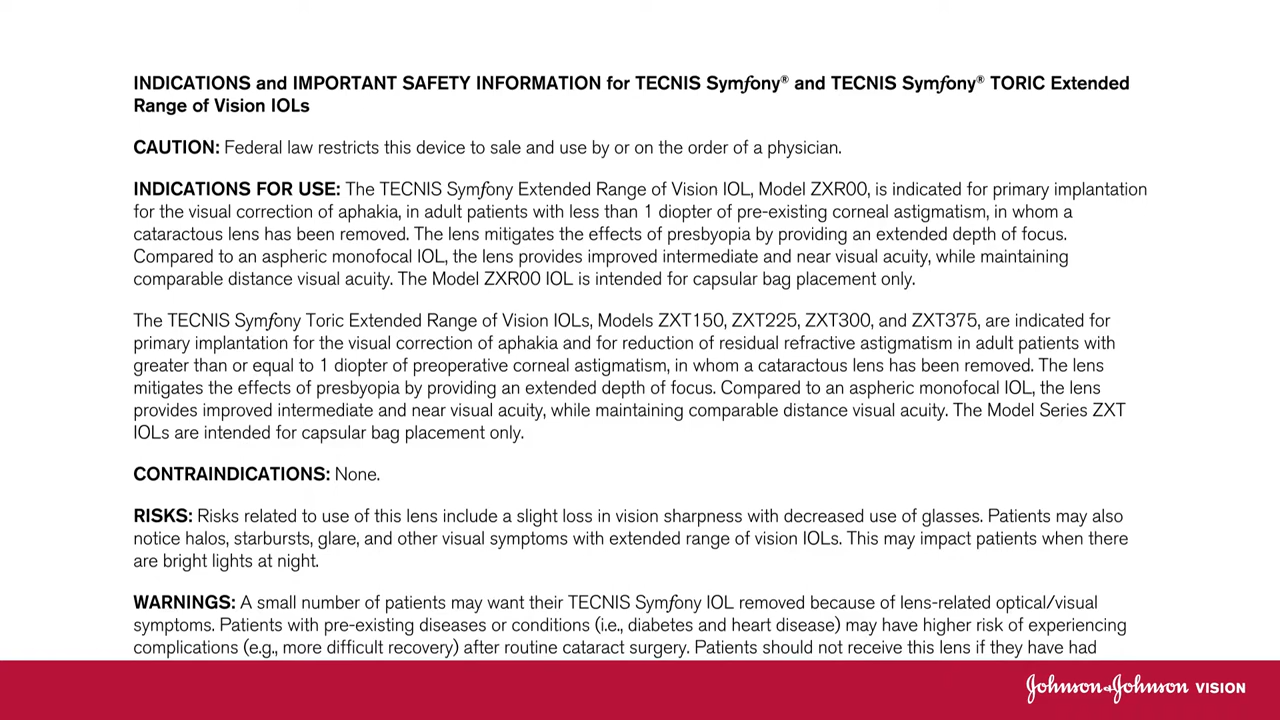 INDICATIONS and IMPORTANT SAFETY INFORMATION for TECNIS Symfony® and TECNIS Symfony® TORIC Extended
Range of Vision IOLs
CAUTION: Federal law restricts this device to sale and use by or on the order of a physician.
INDICATIONS FOR USE: The TECNIS Symfony Extended Range of Vision IOL, Model ZXR00, is indicated for primary implantation
for the visual correction of aphakia, in adult patients with less than 1 diopter of pre-existing corneal astigmatism, in whom a
cataractous lens has been removed. The lens mitigates the effects of presbyopia by providing an extended depth of focus.
Compared to an aspheric monofocal IOL, the lens provides improved intermediate and near visual acuity, while maintaining
comparable distance visual acuity. The Model ZXR00 IOL is intended for capsular bag placement only.
The TECNIS Symfony Toric Extended Range of Vision IOLs, Models ZXT150, ZXT225, ZXT300, and ZXT375, are indicated for
primary implantation for the visual correction of aphakia and for reduction of residual refractive astigmatism in adult patients with
greater than or equal to 1 diopter of preoperative corneal astigmatism, in whom a cataractous lens has been removed. The lens
mitigates the effects of presbyopia by providing an extended depth of focus. Compared to an aspheric monofocal IOL, the lens
provides improved intermediate and near visual acuity, while maintaining comparable distance visual acuity. The Model Series ZXT
IOLs are intended for capsular bag placement only.
CONTRAINDICATIONS: None.
RISKS: Risks related to use of this lens include a slight loss in vision sharpness with decreased use of glasses. Patients may also
notice halos, starbursts, glare, and other visual symptoms with extended range of vision IOLs. This may impact patients when there
are bright lights at night.
WARNINGS: A small number of patients may want their TECNIS Symfony IOL removed because of lens-related optical/visual
symptoms. Patients with pre-existing diseases or conditions (i.e., diabetes and heart disease) may have higher risk of experiencing
complications (e.g., more difficult recovery) after routine cataract surgery. Patients should not receive this lens if they have had
Johnson & Johnson VISION